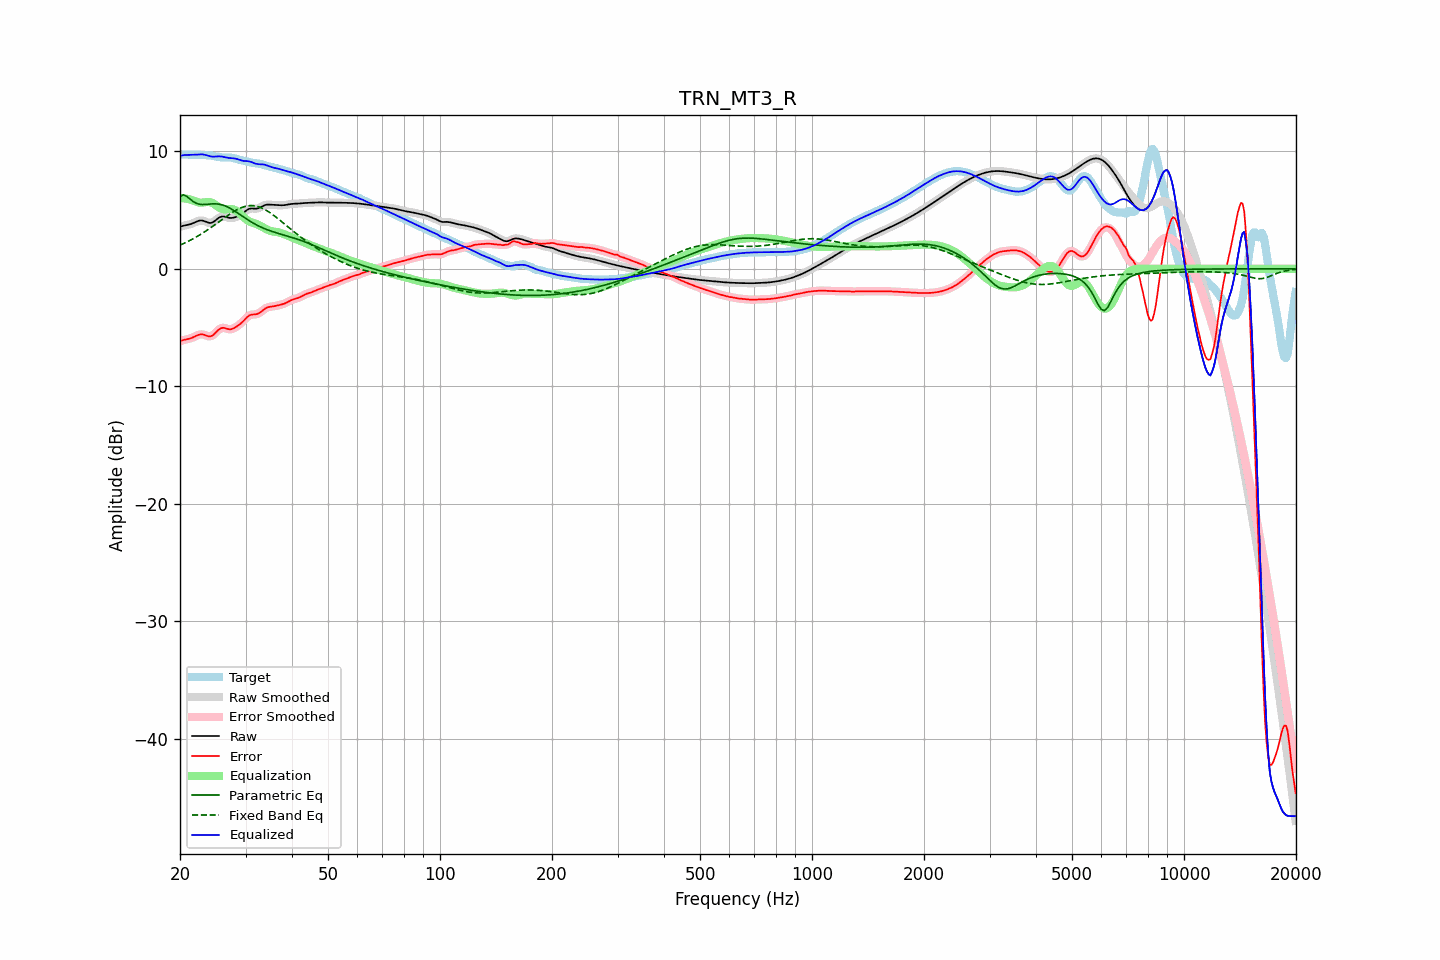 TRN_MT3_R
Amplitude (dBr)
10
0
−10
−20
−30
−40
Target
Raw Smoothed
Error Smoothed
Raw
Error
Equalization
Parametric Eq
Fixed Band Eq
Equalized
20 50 100 200 500 1000 2000 5000 10000 20000
Frequency (Hz)